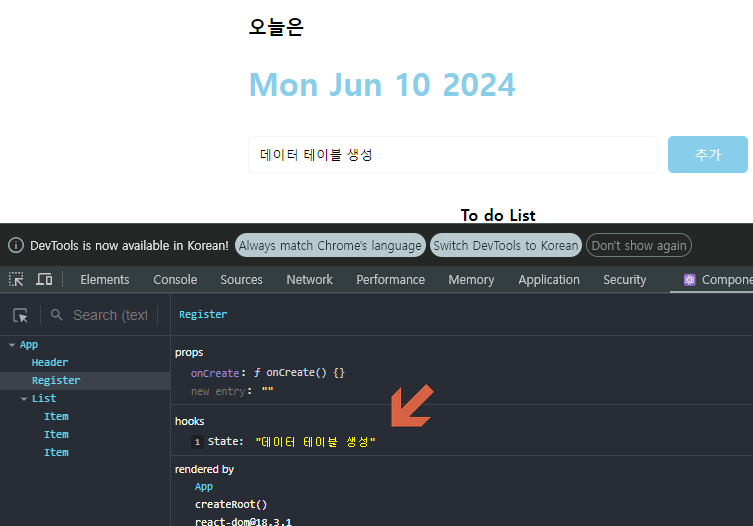 오늘은
Mon Jun 10 2024
데이터 테이블 생성
추가
To do List
DevTools is now available in Korean! Always match Chrome's language Switch DevTools to Korean Don't show again
Elements Console Sources Network Performance Memory Application Security Compone
Search (text
Register
App
Header
Register
List
Item
Item
Item
props
onCreate: ƒ onCreate() {}
new entry: ""
hooks
1 State: "데이터 테이블 생성"
rendered by
App
createRoot()
react-dom@18.3.1